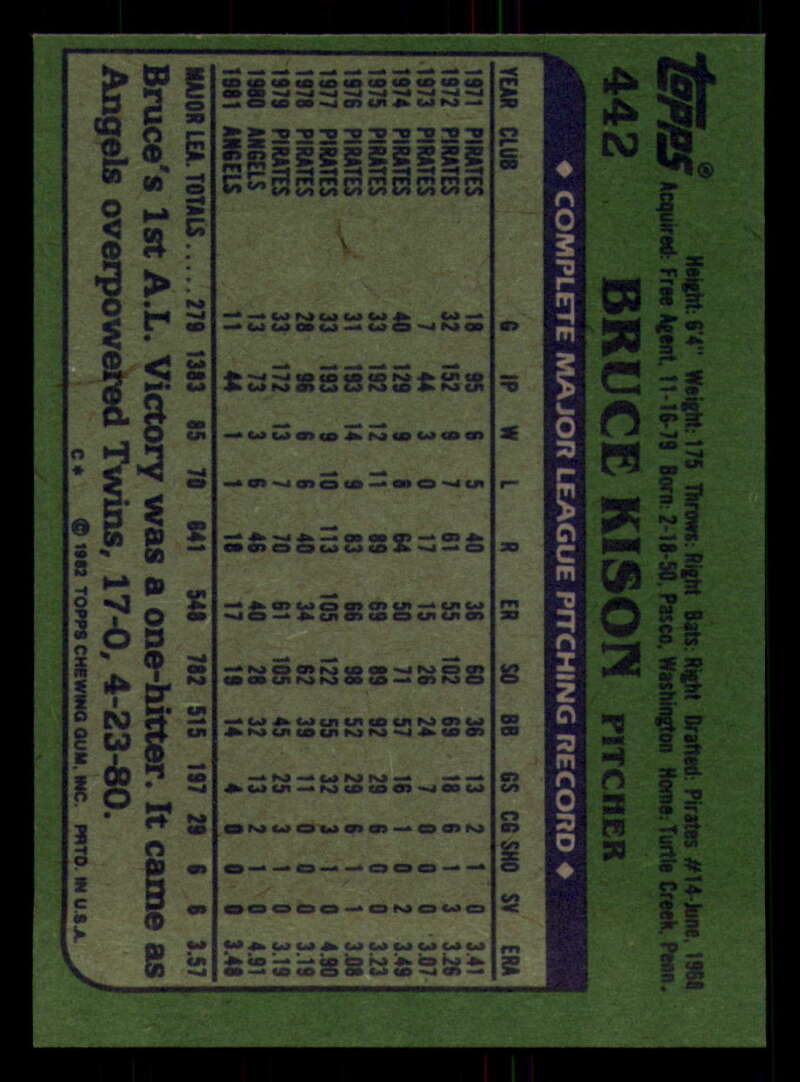 Topps®
442
Height: 6'4" Weight: 175 Throws: Right Bats: Right Drafted: Pirates #14-June, 1968
Acquired: Free Agent, 11-16-79 Born: 2-18-50, Pasco, Washington Home: Turtle Creek, Penn.
BRUCE KISON PITCHER
◆ COMPLETE MAJOR LEAGUE PITCHING RECORD ◆
YEAR CLUB G IP W L R ER SO BB GS CG SHO SV ERA
1971 PIRATES 18 95 6 5 40 36 60 36 13 2 1 0 3.41
1972 PIRATES 32 152 9 7 61 55 102 69 18 6 1 3 3.26
1973 PIRATES 7 44 3 0 17 15 26 24 7 0 0 0 3.07
1974 PIRATES 40 129 9 8 64 50 71 57 16 1 0 2 3.49
1975 PIRATES 33 192 12 11 89 69 89 92 29 6 0 0 3.23
1976 PIRATES 31 193 14 9 83 66 98 52 29 6 1 1 3.08
1977 PIRATES 33 193 9 10 113 105 122 55 32 3 1 0 4.90
1978 PIRATES 28 96 6 6 40 34 62 39 11 0 0 0 3.19
1979 PIRATES 33 172 13 7 70 61 105 45 25 3 1 0 3.19
1980 ANGELS 13 73 3 6 46 40 28 32 13 2 1 0 4.91
1981 ANGELS 11 44 1 1 18 17 19 14 4 0 0 0 3.48
MAJOR LEA. TOTALS ..... 279 1383 85 70 641 548 782 515 197 29 6 6 3.57
Bruce's 1st A.L. Victory was a one-hitter. It came as
Angels overpowered Twins, 17-0, 4-23-80.
C* © 1982 TOPPS CHEWING GUM, INC. PRTD. IN U.S.A.